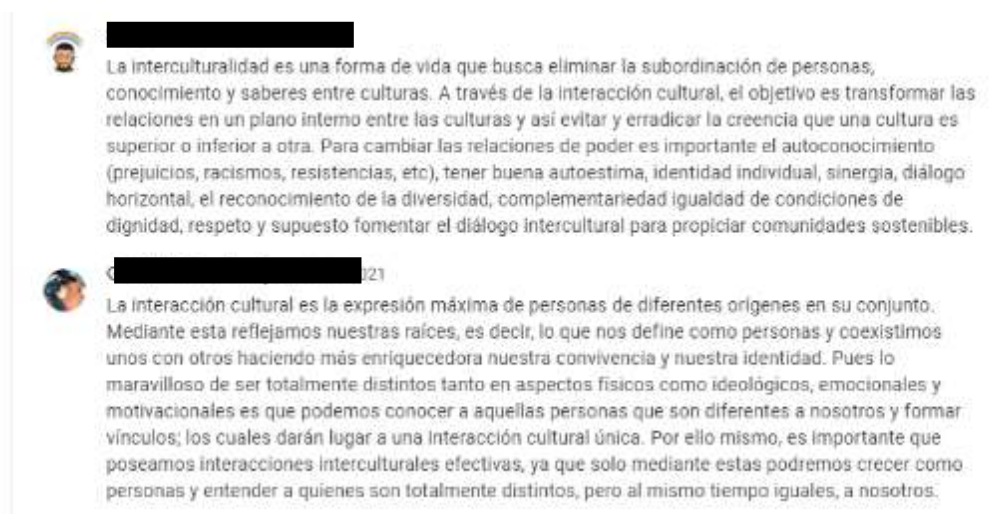 La interculturalidad es una forma de vida que busca eliminar la subordinación de personas,
conocimiento y saberes entre culturas. A través de la interacción cultural, el objetivo es transformar las
relaciones en un plano interno entre las culturas y así evitar y erradicar la creencia que una cultura es
superior o inferior a otra. Para cambiar las relaciones de poder es importante el autoconocimiento
(prejuicios, racismos, resistencias, etc), tener buena autoestima, identidad individual, sinergia, diálogo
horizontal, el reconocimiento de la diversidad, complementariedad igualdad de condiciones de
dignidad, respeto y supuesto fomentar el diálogo intercultural para propiciar comunidades sostenibles.
021
La interacción cultural es la expresión máxima de personas de diferentes orígenes en su conjunto.
Mediante esta reflejamos nuestras raíces, es decir, lo que nos define como personas y coexistimos
unos con otros haciendo más enriquecedora nuestra convivencia y nuestra identidad. Pues lo
maravilloso de ser totalmente distintos tanto en aspectos físicos como ideológicos, emocionales y
motivacionales es que podemos conocer a aquellas personas que son diferentes a nosotros y formar
vínculos; los cuales darán lugar a una interacción cultural única. Por ello mismo, es importante que
poseamos interacciones interculturales efectivas, ya que solo mediante estas podremos crecer como
personas y entender a quienes son totalmente distintos, pero al mismo tiempo iguales, a nosotros.